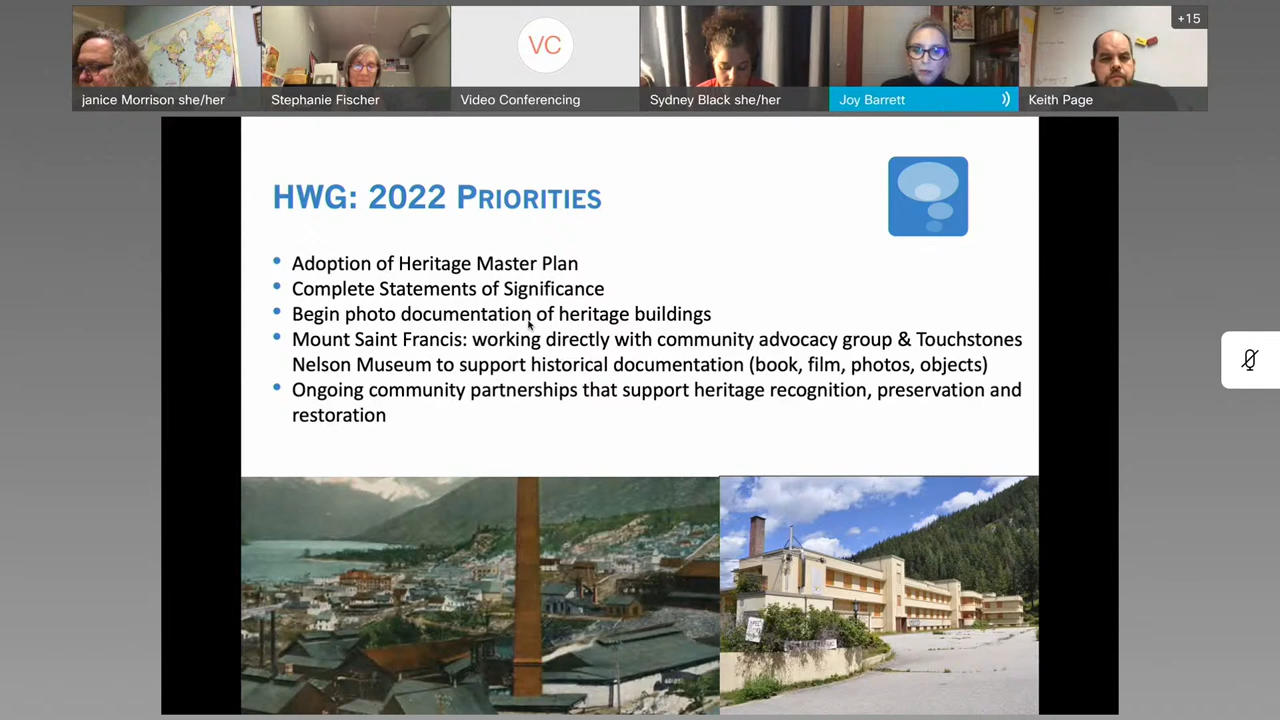 +15
janice Morrison she/her
Stephanie Fischer
VC
Video Conferencing
Sydney Black she/her
Joy Barrett
Keith Page
HWG: 2022 PRIORITIES
• Adoption of Heritage Master Plan
• Complete Statements of Significance
• Begin photo documentation of heritage buildings
• Mount Saint Francis: working directly with community advocacy group & Touchstones
Nelson Museum to support historical documentation (book, film, photos, objects)
• Ongoing community partnerships that support heritage recognition, preservation and
restoration